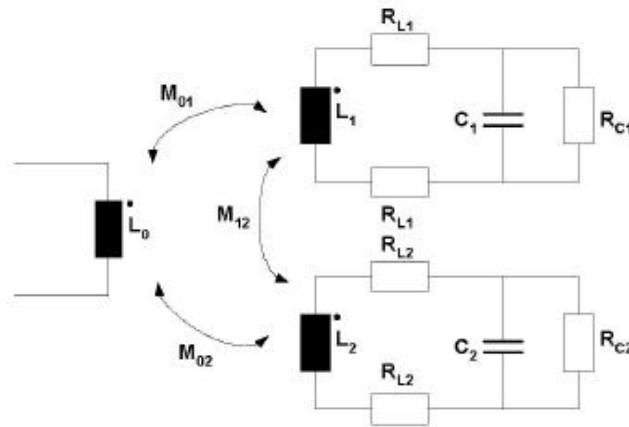 R_L1
M_01
L_1
C_1
R_C1
R_L1
L_0
M_12
R_L2
M_02
L_2
C_2
R_C2
R_L2